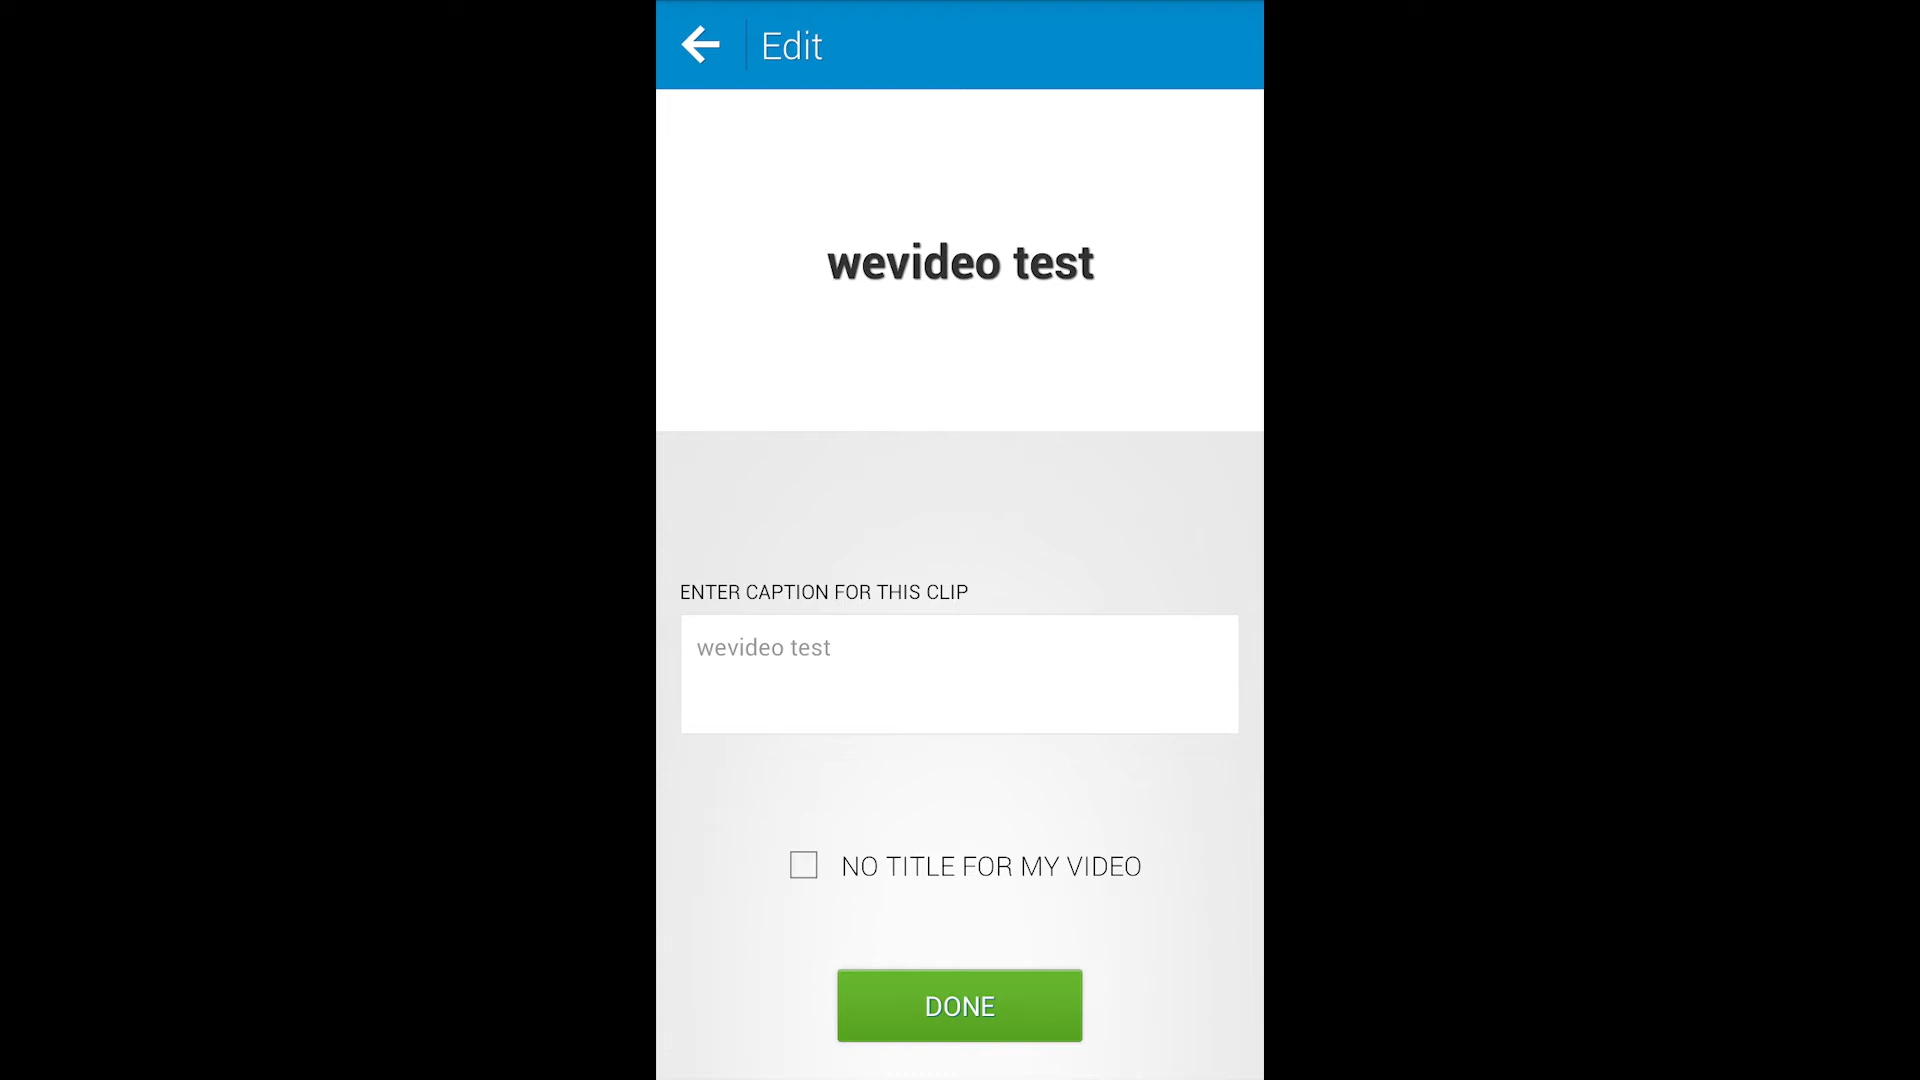 Edit
wevideo test
ENTER CAPTION FOR THIS CLIP
wevideo test
NO TITLE FOR MY VIDEO
DONE